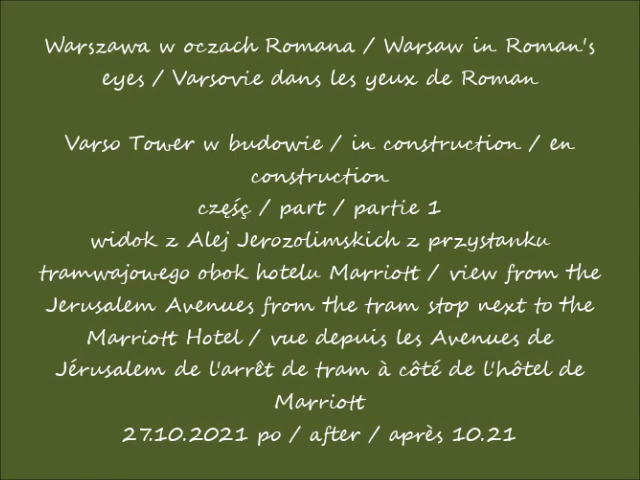 Warszawa w oczach Romana / Warsaw in Roman's
eyes / Varsovie dans les yeux de Roman
Varso Tower w budowie / in construction / en
construction
częśç / part / partie 1
widok z Alej Jerozolimskich z przystanku
tramwajowego obok hotelu Marriott / view from the
Jerusalem Avenues from the tram stop next to the
Marriott Hotel / vue depuis les Avenues de
Jérusalem de l'arrêt de tram à côté de l'hôtel de
Marriott
27.10.2021 po / after / après 10.21